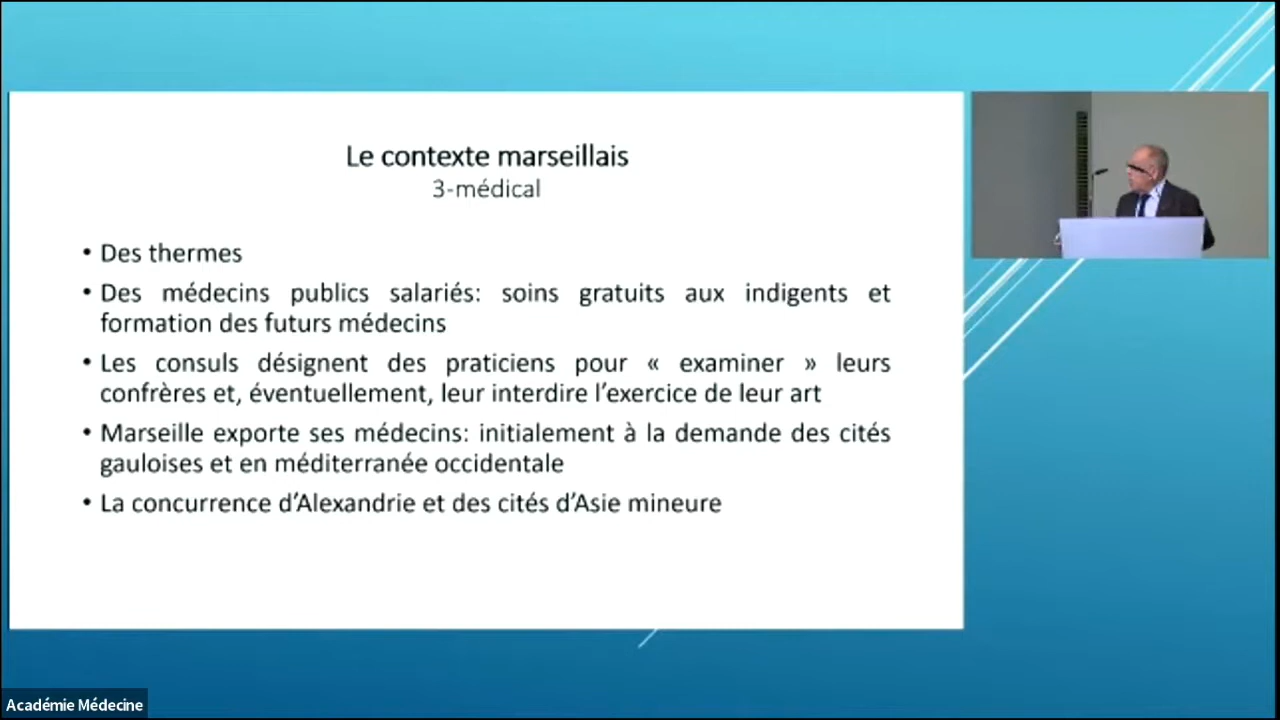 Le contexte marseillais
3-médical
• Des thermes
• Des médecins publics salariés: soins gratuits aux indigents et
formation des futurs médecins
• Les consuls désignent des praticiens pour « examiner » leurs
confrères et, éventuellement, leur interdire l’exercice de leur art
• Marseille exporte ses médecins: initialement à la demande des cités
gauloises et en méditerranée occidentale
• La concurrence d’Alexandrie et des cités d’Asie mineure
Académie Médecine